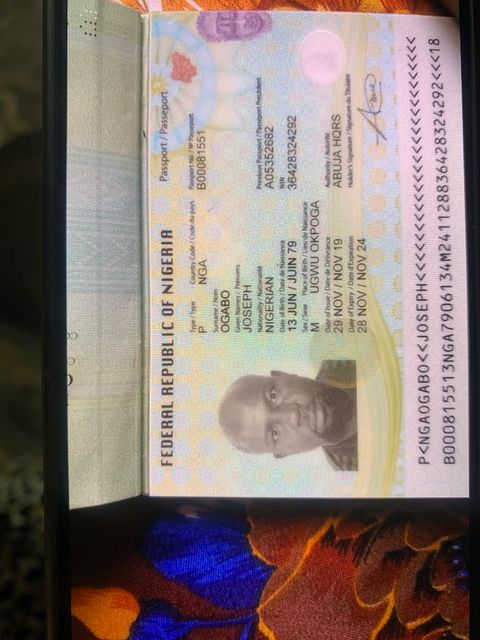 FEDERAL REPUBLIC OF NIGERIA
Passport / Passeport
Type / Type Country Code / Code du pays Passport No. / Nº Passeport
P NGA B00081551
Surname / Nom
OGABO
Given Names / Prénoms
JOSEPH
Nationality / Nationalité Previous Passport / Passeport Précédent
NIGERIAN A05352682
Date of Birth / Date de Naissance NIN
13 JUN / JUIN 79 36428324292
Sex / Sexe Place of Birth / Lieu de Naissance
M UGWU OKPOGA
Date of Issue / Date de Délivrance Authority / Autorité
29 NOV / NOV 19 ABUJA HQRS
Date of Expiry / Date d'Expiration Holder's Signature / Signature du Titulaire
28 NOV / NOV 24
P<NGAOGABO<<JOSEPH<<<<<<<<<<<<<<<<<<<<<<<<<<
B000815513NGA7906134M241128836428324292<<<18